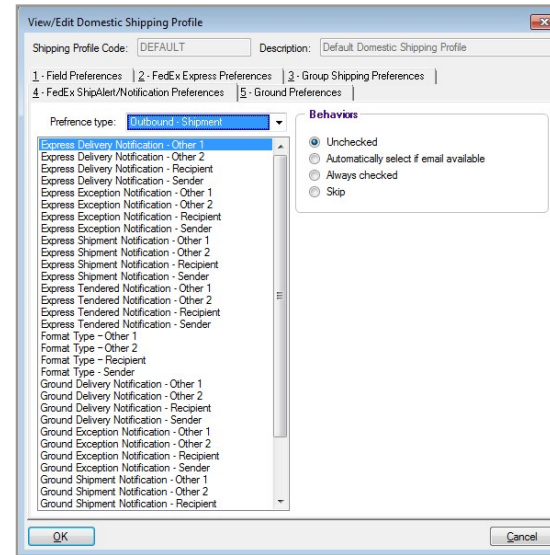 View/Edit Domestic Shipping Profile
Shipping Profile Code: DEFAULT Description: Default Domestic Shipping Profile
1 - Field Preferences 2 - FedEx Express Preferences 3 - Group Shipping Preferences
4 - FedEx ShipAlert/Notification Preferences 5 - Ground Preferences
Prefrence type: Outbound - Shipment Behaviors
Express Delivery Notification - Other 1
Express Delivery Notification - Other 2
Express Delivery Notification - Recipient
Express Delivery Notification - Sender
Express Exception Notification - Other 1
Express Exception Notification - Other 2
Express Exception Notification - Recipient
Express Exception Notification - Sender
Express Shipment Notification - Other 1
Express Shipment Notification - Other 2
Express Shipment Notification - Recipient
Express Shipment Notification - Sender
Express Tendered Notification - Other 1
Express Tendered Notification - Other 2
Express Tendered Notification - Recipient
Express Tendered Notification - Sender
Format Type - Other 1
Format Type - Other 2
Format Type - Recipient
Format Type - Sender
Ground Delivery Notification - Other 1
Ground Delivery Notification - Other 2
Ground Delivery Notification - Recipient
Ground Delivery Notification - Sender
Ground Exception Notification - Other 1
Ground Exception Notification - Other 2
Ground Exception Notification - Recipient
Ground Exception Notification - Sender
Ground Shipment Notification - Other 1
Ground Shipment Notification - Other 2
Ground Shipment Notification - Recipient
Unchecked
Automatically select if email available
Always checked
Skip
OK Cancel